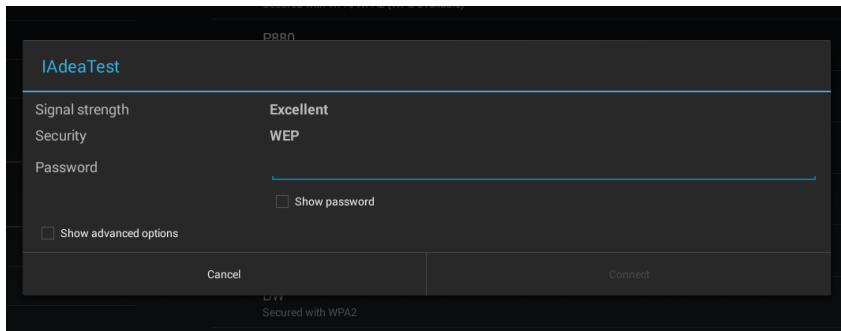 P880
IAdeaTest
Signal strength Excellent
Security WEP
Password
Show password
Show advanced options
Cancel Connect
DW
Secured with WPA2